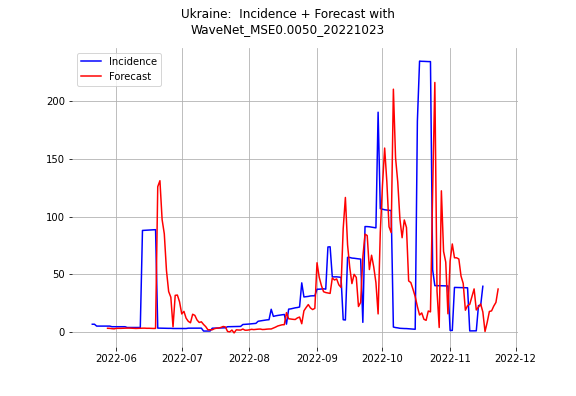 Ukraine:  Incidence + Forecast with
WaveNet_MSE0.0050_20221023
Incidence
Forecast
200
150
100
50
0
2022-06 2022-07 2022-08 2022-09 2022-10 2022-11 2022-12